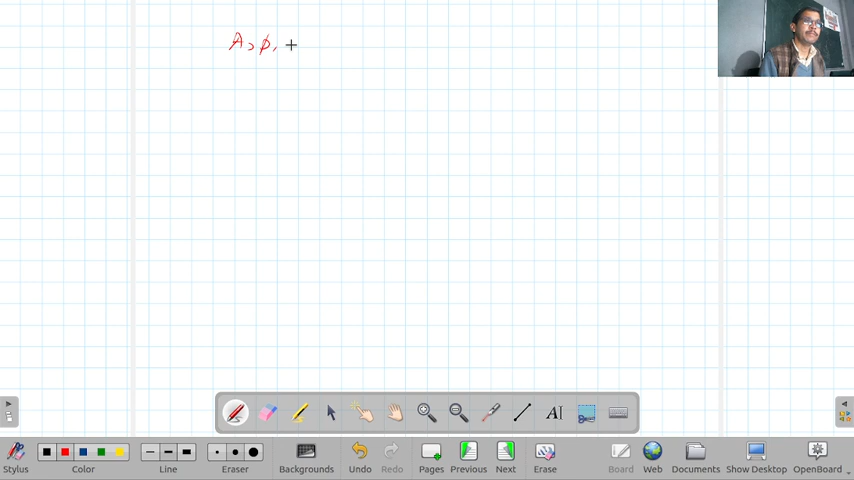 A, φ,
Stylus
Color
Line
Eraser
Backgrounds
Undo
Redo
Pages
Previous
Next
Erase
Board
Web
Documents
Show Desktop
OpenBoard